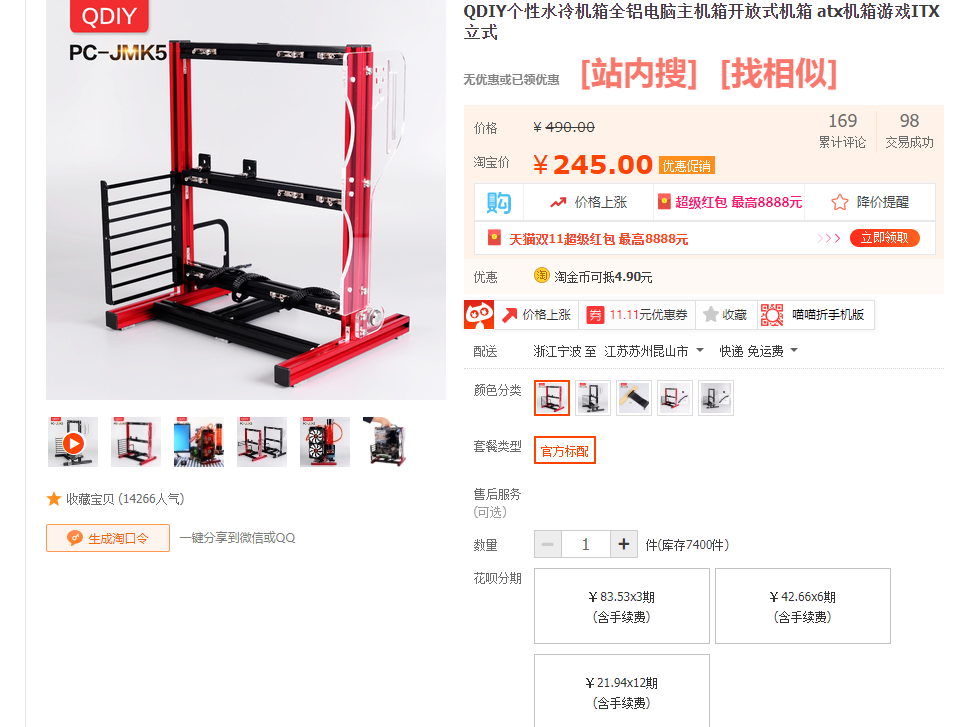 QDIY
PC-JMK5
QDIY个性水冷机箱全铝电脑主机箱开放式机箱 atx机箱游戏ITX
立式
无优惠或已领优惠 [站内搜] [找相似]
价格 ¥ 490.00 169 98
累计评论 交易成功
淘宝价 ¥ 245.00 优惠促销
购 价格上涨 超级红包 最高8888元 降价提醒
天猫双11超级红包 最高8888元 >>> 立即领取
优惠 淘 淘金币可抵4.90元
价格上涨 券 11.11元优惠券 收藏 喵喵折手机版
配送 浙江宁波 至 江苏苏州昆山市 快递 免运费
颜色分类
套餐类型 官方标配
售后服务
(可选)
数量 − 1 + 件(库存7400件)
花呗分期
¥ 83.53x3期 ¥ 42.66x6期
(含手续费) (含手续费)
¥ 21.94x12期
(含手续费)
收藏宝贝 (14266人气)
生成淘口令 一键分享到微信或QQ